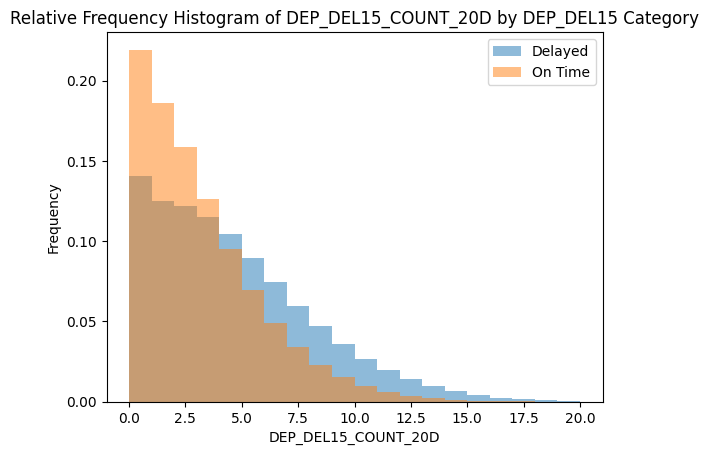 Relative Frequency Histogram of DEP_DEL15_COUNT_20D by DEP_DEL15 Category
Delayed
On Time
Frequency
0.20
0.15
0.10
0.05
0.00
0.0 2.5 5.0 7.5 10.0 12.5 15.0 17.5 20.0
DEP_DEL15_COUNT_20D